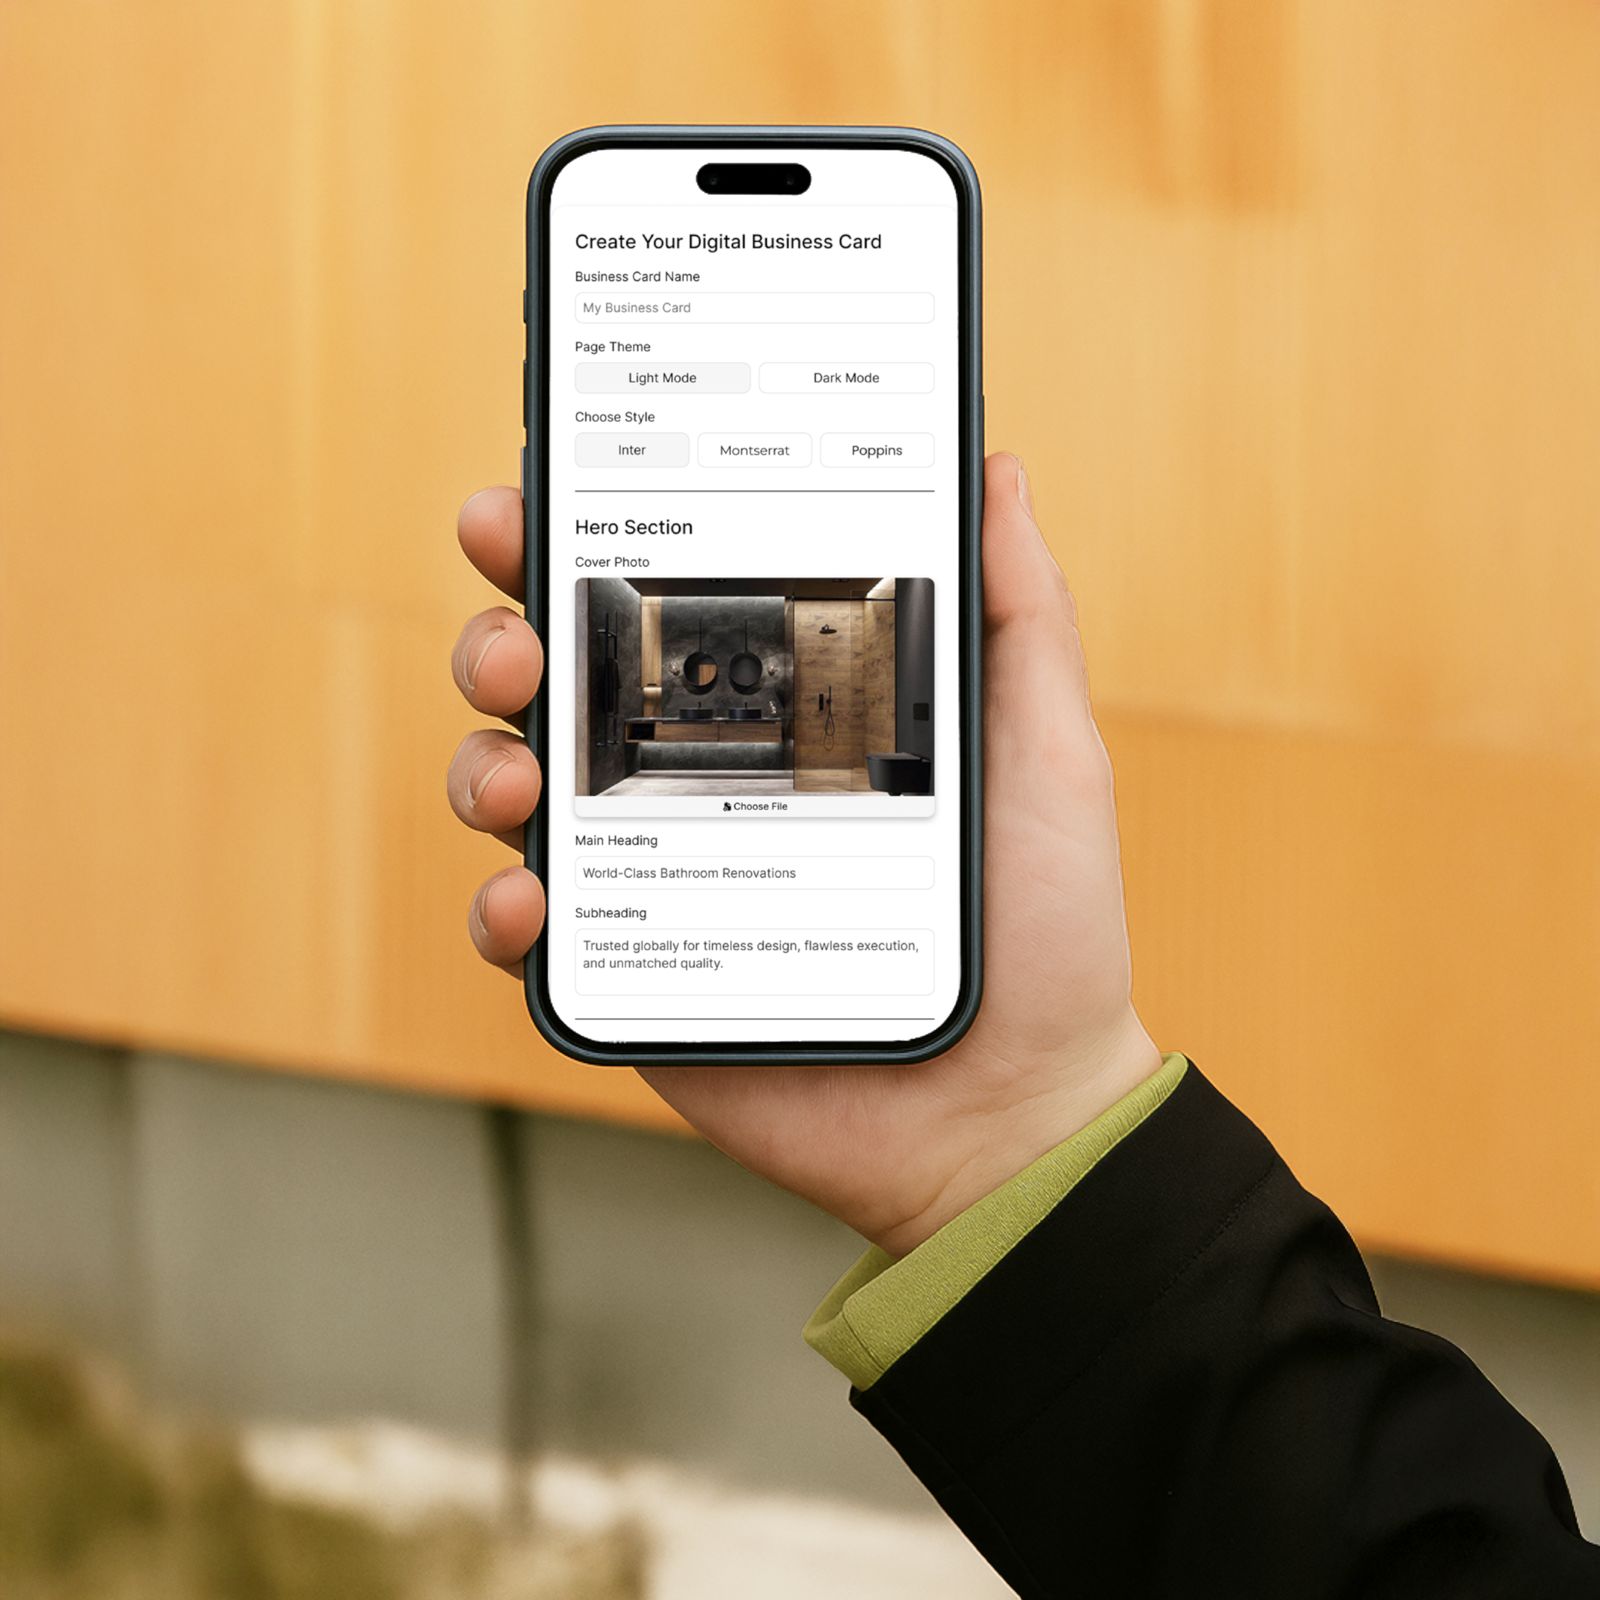 Create Your Digital Business Card
Business Card Name
My Business Card
Page Theme
Light Mode
Dark Mode
Choose Style
Inter
Montserrat
Poppins
Hero Section
Cover Photo
Choose File
Main Heading
World-Class Bathroom Renovations
Subheading
Trusted globally for timeless design, flawless execution,
and unmatched quality.